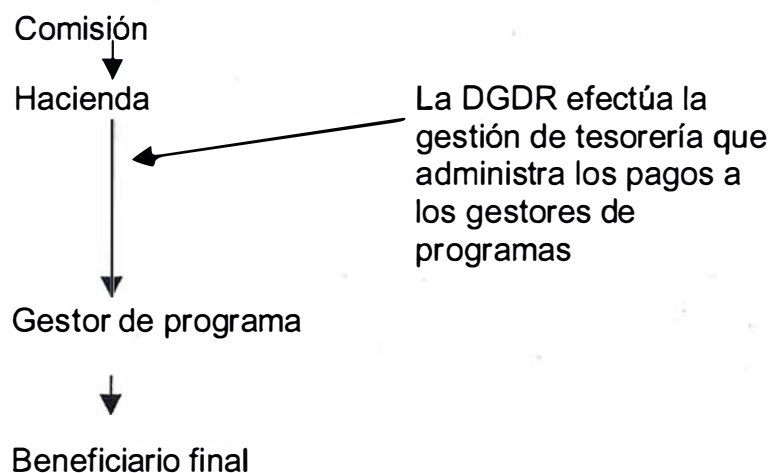 Comisión
Hacienda
La DGDR efectúa la
gestión de tesorería que
administra los pagos a
los gestores de
programas
Gestor de programa
Beneficiario final